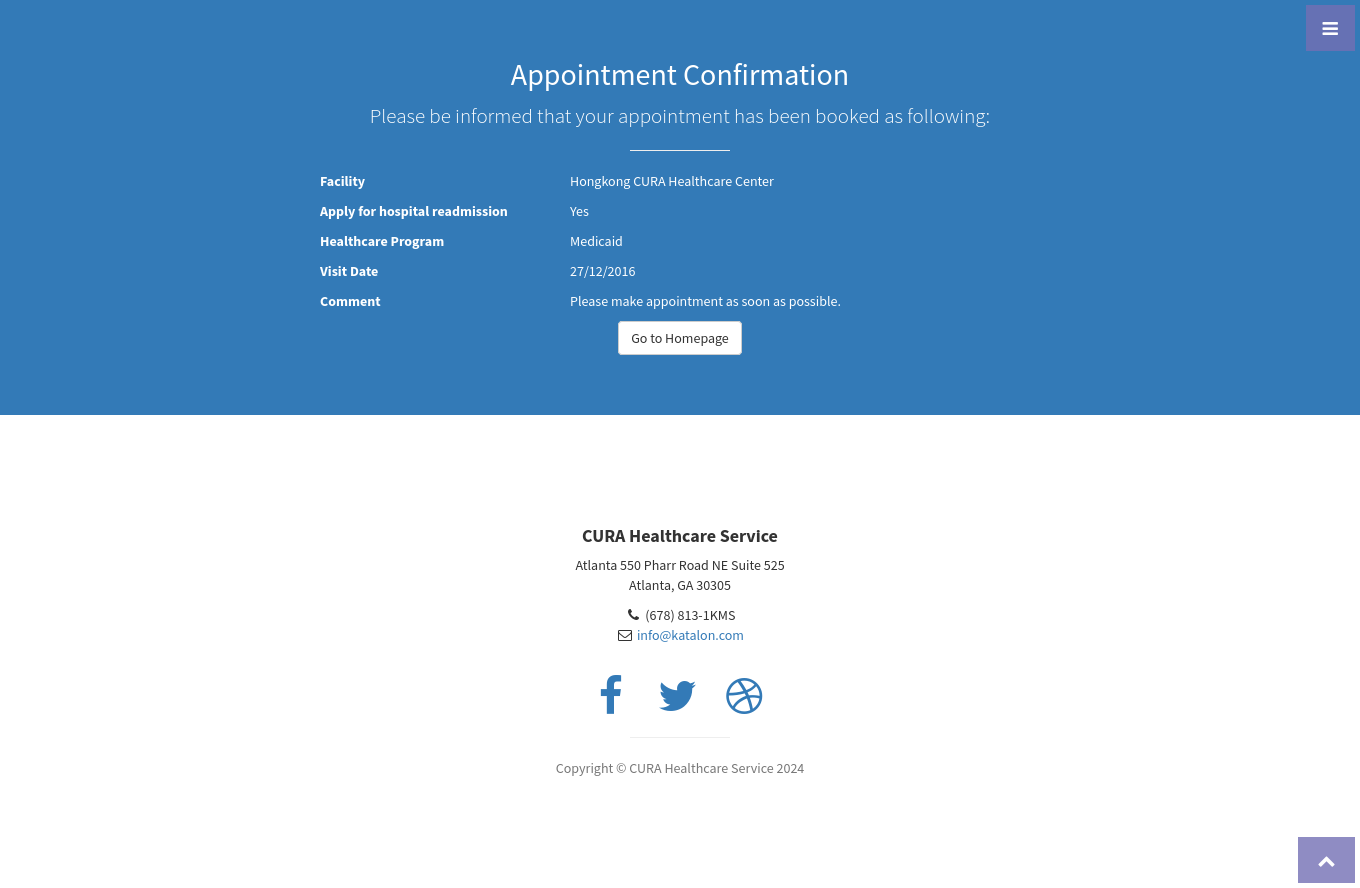 Appointment Confirmation
Please be informed that your appointment has been booked as following:
Facility Hongkong CURA Healthcare Center
Apply for hospital readmission Yes
Healthcare Program Medicaid
Visit Date 27/12/2016
Comment Please make appointment as soon as possible.
Go to Homepage
CURA Healthcare Service
Atlanta 550 Pharr Road NE Suite 525
Atlanta, GA 30305
(678) 813-1KMS
info@katalon.com
Copyright © CURA Healthcare Service 2024